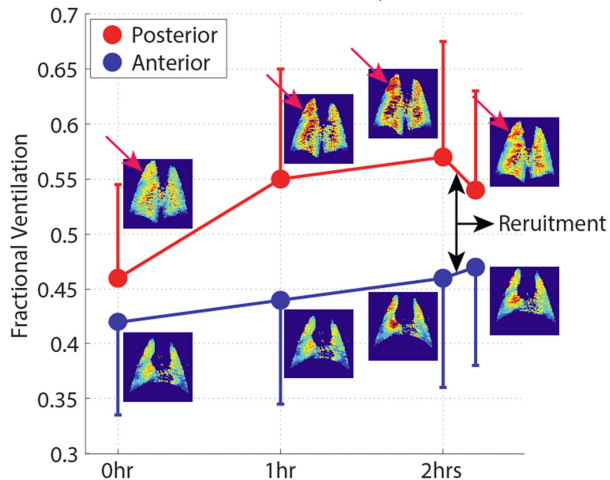 0.7
0.65
0.6
0.55
0.5
0.45
0.4
0.35
0.3
Fractional Ventilation
Posterior
Anterior
Reruitment
0hr
1hr
2hrs